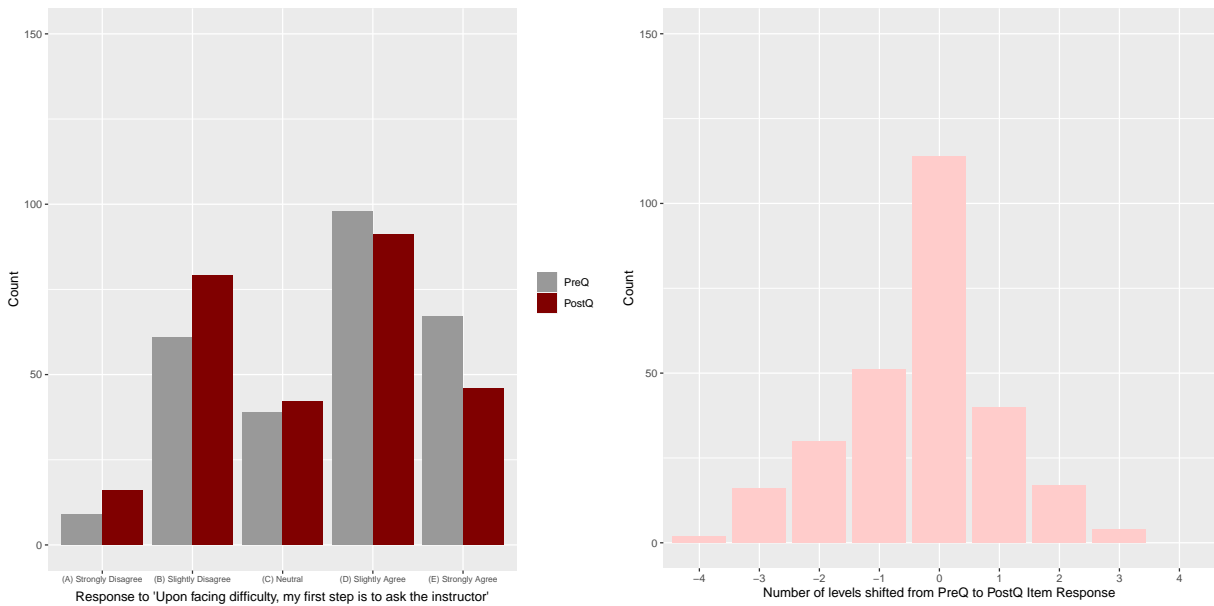 150
100
50
0
Count
(A) Strongly Disagree (B) Slightly Disagree (C) Neutral (D) Slightly Agree (E) Strongly Agree
Response to 'Upon facing difficulty, my first step is to ask the instructor'
PreQ
PostQ
150
100
50
0
Count
−4 −3 −2 −1 0 1 2 3 4
Number of levels shifted from PreQ to PostQ Item Response